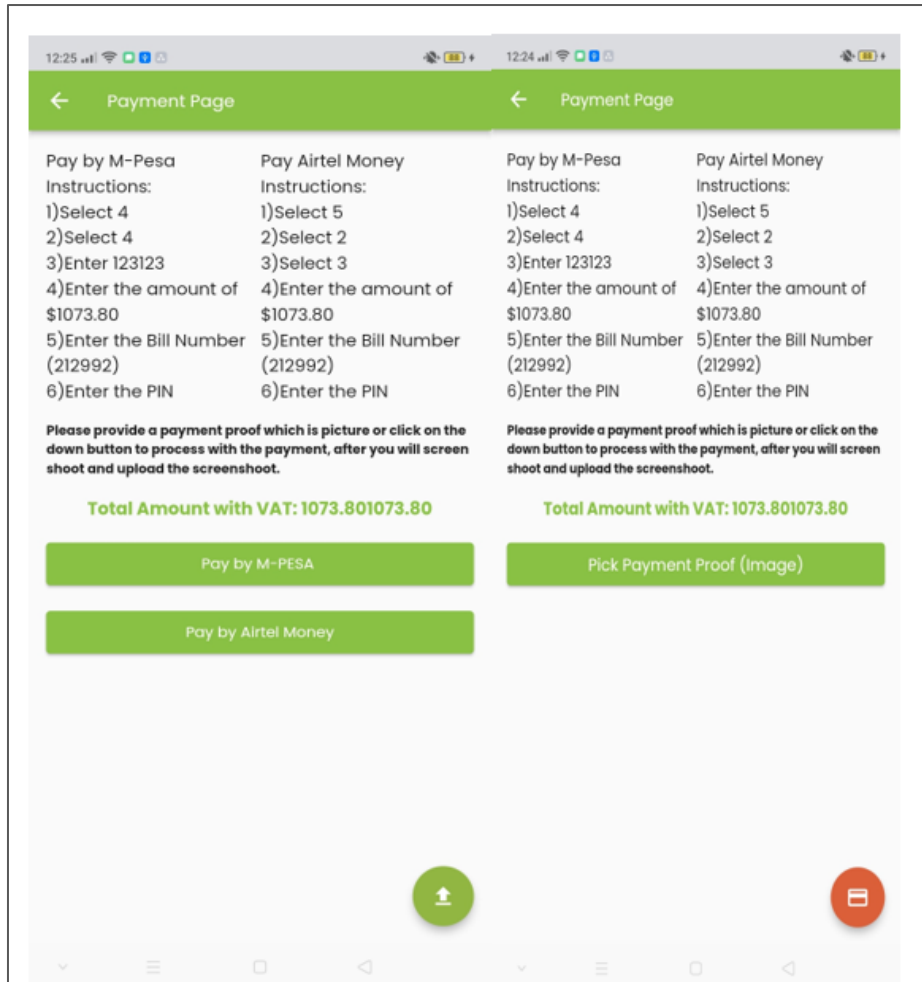 12:25
Payment Page
Pay by M-Pesa
Instructions:
1)Select 4
2)Select 4
3)Enter 123123
4)Enter the amount of
$1073.80
5)Enter the Bill Number
(212992)
6)Enter the PIN
Pay Airtel Money
Instructions:
1)Select 5
2)Select 2
3)Select 3
4)Enter the amount of
$1073.80
5)Enter the Bill Number
(212992)
6)Enter the PIN
Please provide a payment proof which is picture or click on the
down button to process with the payment, after you will screen
shoot and upload the screenshoot.
Total Amount with VAT: 1073.801073.80
Pay by M-PESA
Pay by Airtel Money
12:24
Payment Page
Pay by M-Pesa
Instructions:
1)Select 4
2)Select 4
3)Enter 123123
4)Enter the amount of
$1073.80
5)Enter the Bill Number
(212992)
6)Enter the PIN
Pay Airtel Money
Instructions:
1)Select 5
2)Select 2
3)Select 3
4)Enter the amount of
$1073.80
5)Enter the Bill Number
(212992)
6)Enter the PIN
Please provide a payment proof which is picture or click on the
down button to process with the payment, after you will screen
shoot and upload the screenshoot.
Total Amount with VAT: 1073.801073.80
Pick Payment Proof (Image)